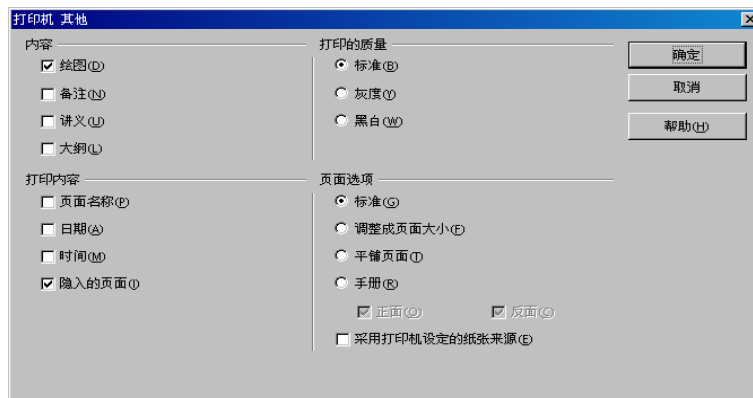 打印机 其他
内容
绘图(D)
备注(N)
讲义(U)
大纲(L)
打印的质量
标准(B)
灰度(Y)
黑白(W)
确定
取消
帮助(H)
打印内容
页面名称(P)
日期(A)
时间(M)
隐入的页面(I)
页面选项
标准(G)
调整成页面大小(F)
平铺页面(T)
手册(R)
正面(O)
反面(C)
采用打印机设定的纸张来源(E)